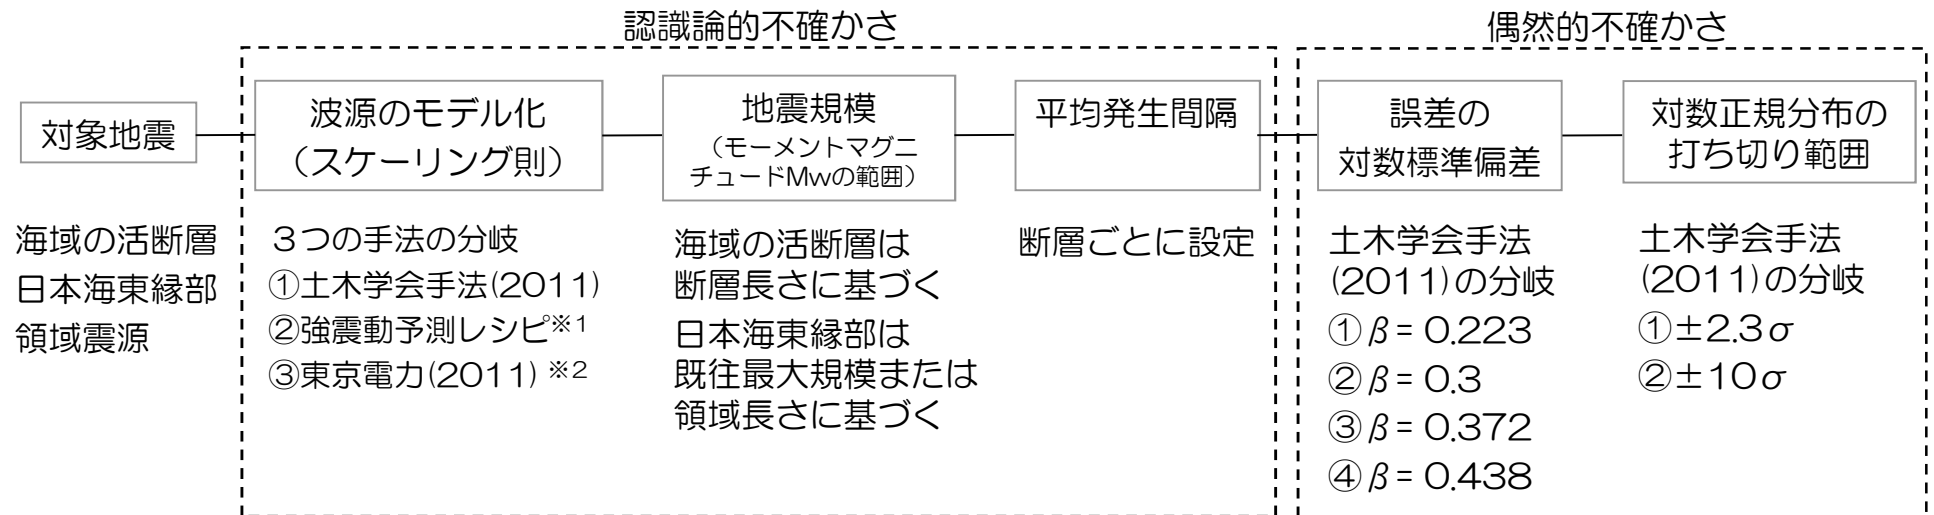 認識論的不確かさ
偶然的不確かさ
対象地震
波源のモデル化
（スケーリング則）
地震規模
（モーメントマグニ
チュードMwの範囲）
平均発生間隔
誤差の
対数標準偏差
対数正規分布の
打ち切り範囲
海域の活断層
日本海東縁部
領域震源
３つの手法の分岐
①土木学会手法(2011)
②強震動予測レシピ※1
③東京電力(2011) ※2
海域の活断層は
断層長さに基づく
日本海東縁部は
既往最大規模または
領域長さに基づく
断層ごとに設定
土木学会手法
(2011)の分岐
①β= 0.223
②β= 0.3
③β= 0.372
④β= 0.438
土木学会手法
(2011)の分岐
①±2.3σ
②±10σ